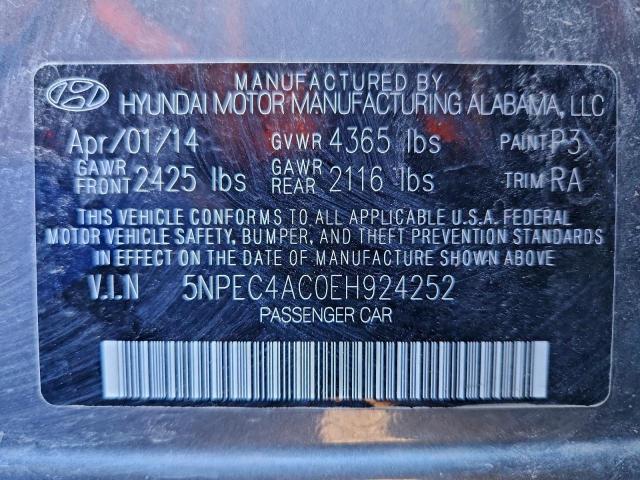 MANUFACTURED BY
HYUNDAI MOTOR MANUFACTURING ALABAMA, LLC
Apr/01/14 GVWR 4365 lbs PAINT P3
GAWR FRONT 2425 lbs GAWR REAR 2116 lbs TRIM RA
THIS VEHICLE CONFORMS TO ALL APPLICABLE U.S.A. FEDERAL
MOTOR VEHICLE SAFETY, BUMPER, AND THEFT PREVENTION STANDARDS
IN EFFECT ON THE DATE OF MANUFACTURE SHOWN ABOVE
V.I.N 5NPEC4AC0EH924252
PASSENGER CAR